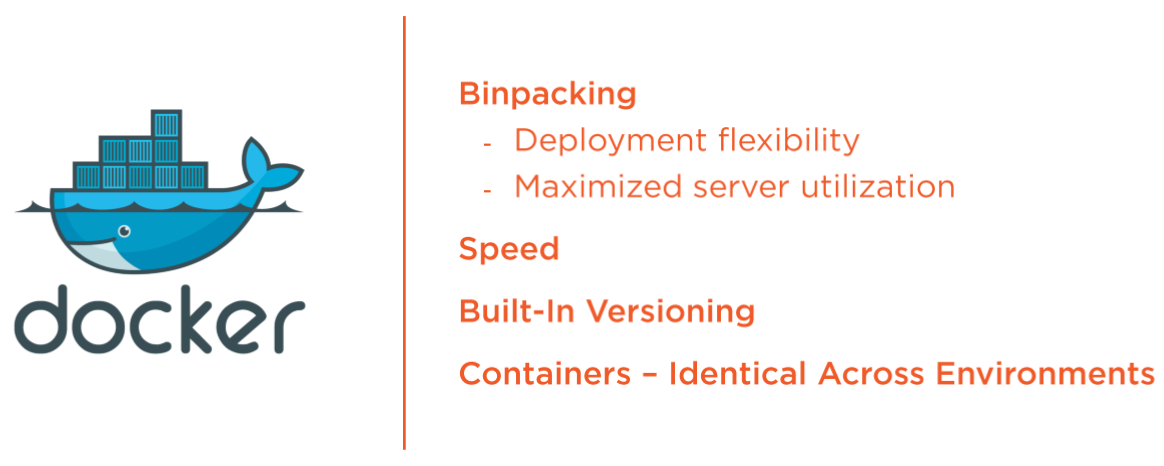 docker
Binpacking
- Deployment flexibility
- Maximized server utilization
Speed
Built-In Versioning
Containers – Identical Across Environments